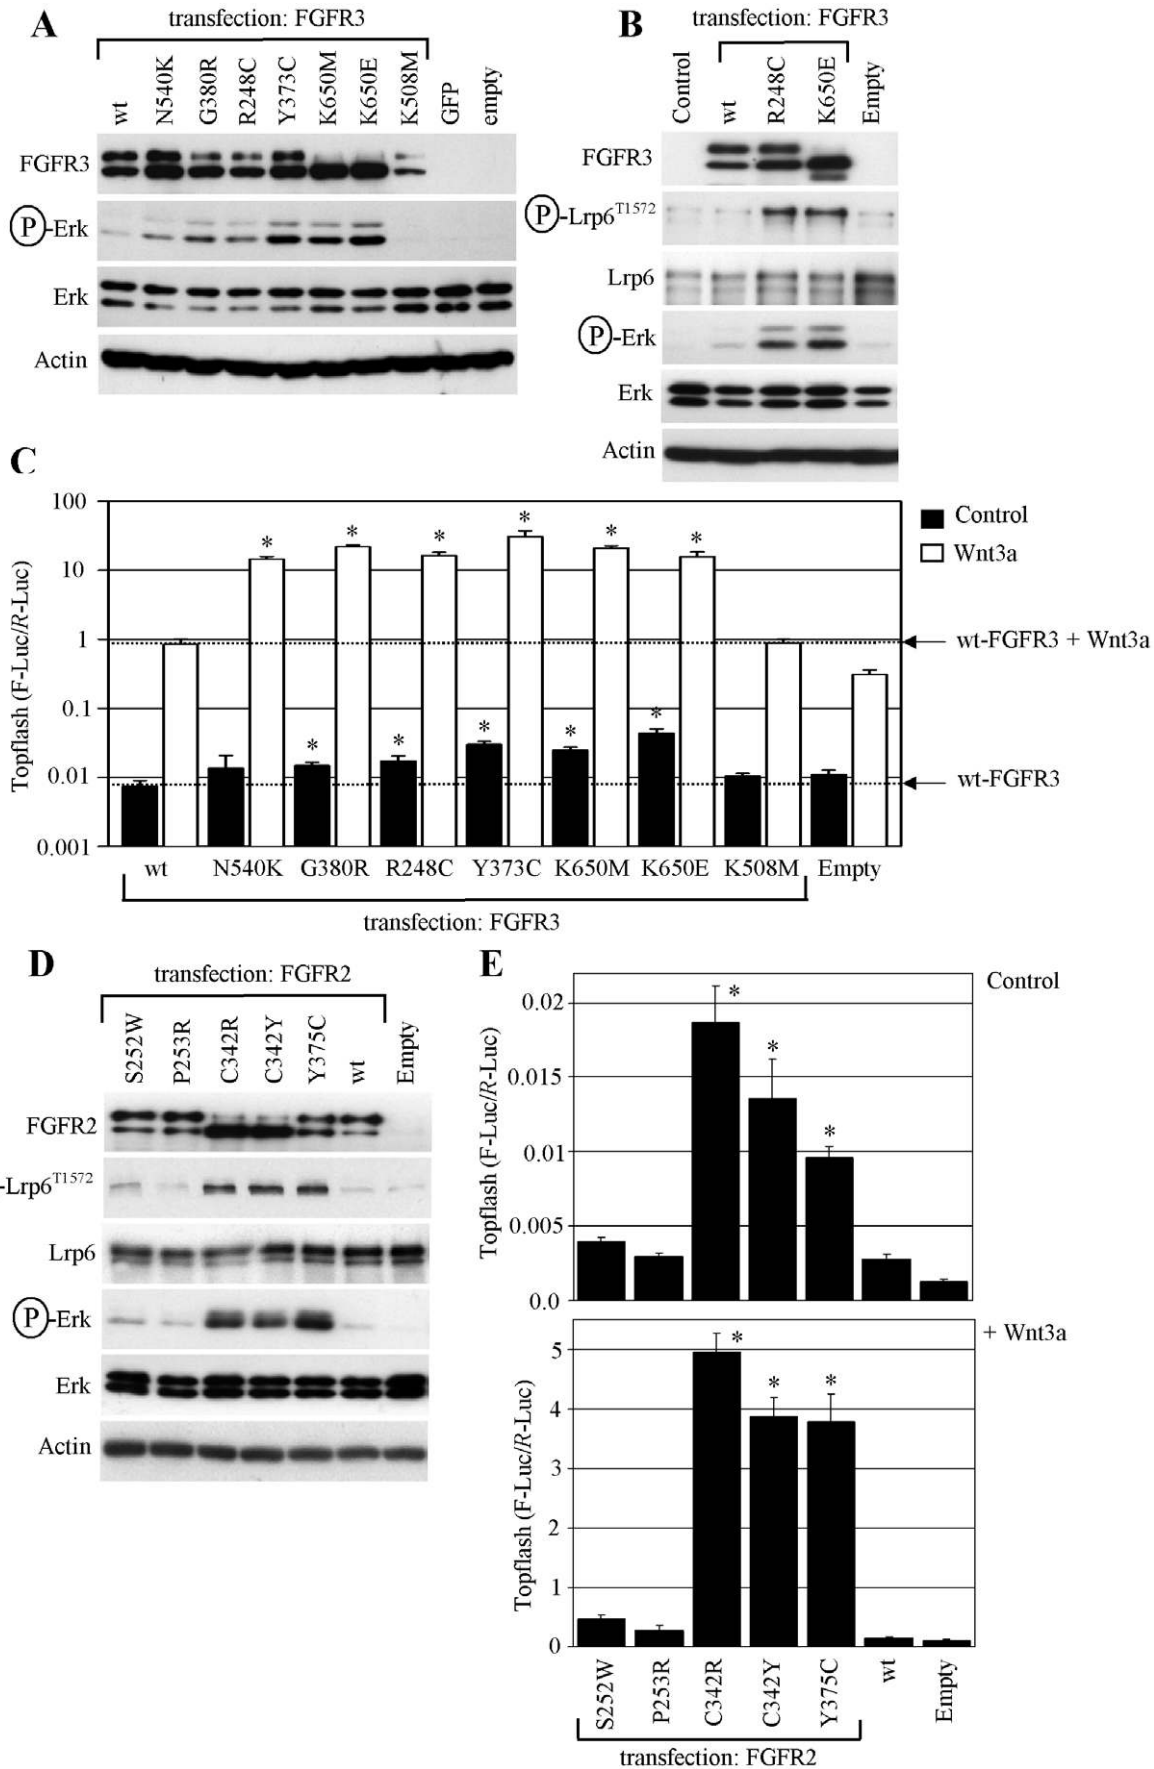 A
transfection: FGFR3
wt N540K G380R R248C Y373C K650M K650E K508M GFP empty
FGFR3
P-Erk
Erk
Actin
B
transfection: FGFR3
Control wt R248C K650E Empty
FGFR3
P-Lrp6T1572
Lrp6
P-Erk
Erk
Actin
C
Topflash (F-Luc/R-Luc)
100
10
1
0.1
0.01
0.001
* * * * * *
* * * * *
Control
Wnt3a
wt-FGFR3 + Wnt3a
wt-FGFR3
wt N540K G380R R248C Y373C K650M K650E K508M Empty
transfection: FGFR3
D
transfection: FGFR2
S252W P253R C342R C342Y Y375C wt Empty
FGFR2
-Lrp6T1572
Lrp6
P-Erk
Erk
Actin
E
Control
Topflash (F-Luc/R-Luc)
0.02
0.015
0.01
0.005
0.0
* * *
+ Wnt3a
Topflash (F-Luc/R-Luc)
5
4
3
2
1
0
* * *
S252W P253R C342R C342Y Y375C wt Empty
transfection: FGFR2